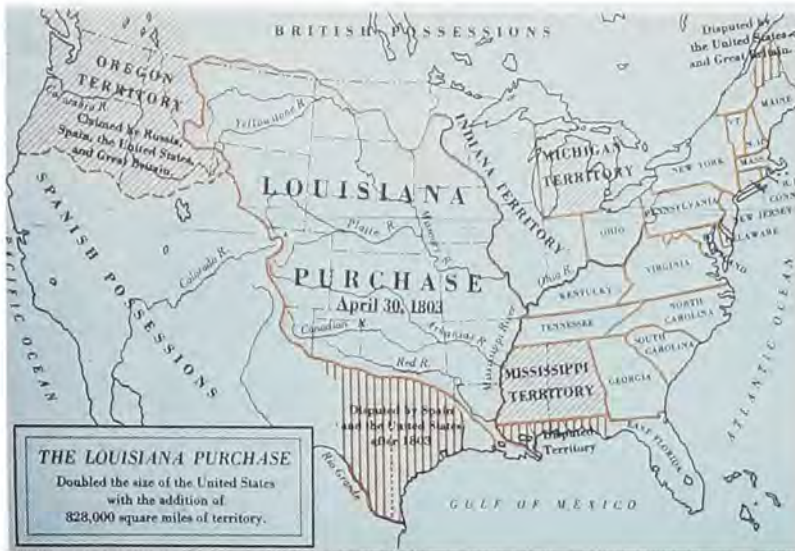 BRITISH POSSESSIONS
Disputed by
the United States
and Great Britain.
OREGON
TERRITORY
Columbia R.
Claimed by Russia,
Spain, the United States,
and Great Britain.
Yellowstone R.
LOUISIANA
PURCHASE
April 30, 1803
Platte R.
Missouri R.
Colorado R.
Canadian
Arkansas R.
Red R.
Mississippi River
INDIANA TERRITORY
MICHIGAN
TERRITORY
MAINE
VT.
N.H.
MASS.
R.I.
CONN.
NEW YORK
PENNSYLVANIA
NEW JERSEY
DELAWARE
OHIO
Ohio R.
VIRGINIA
KENTUCKY
TENNESSEE
NORTH
CAROLINA
SOUTH
CAROLINA
MISSISSIPPI
TERRITORY
GEORGIA
EAST FLORIDA
Disputed
Territory
Disputed by Spain
and the United States
after 1803
Rio Grande
SPANISH POSSESSIONS
PACIFIC OCEAN
ATLANTIC OCEAN
GULF OF MEXICO
THE LOUISIANA PURCHASE
Doubled the size of the United States
with the addition of
828,000 square miles of territory.